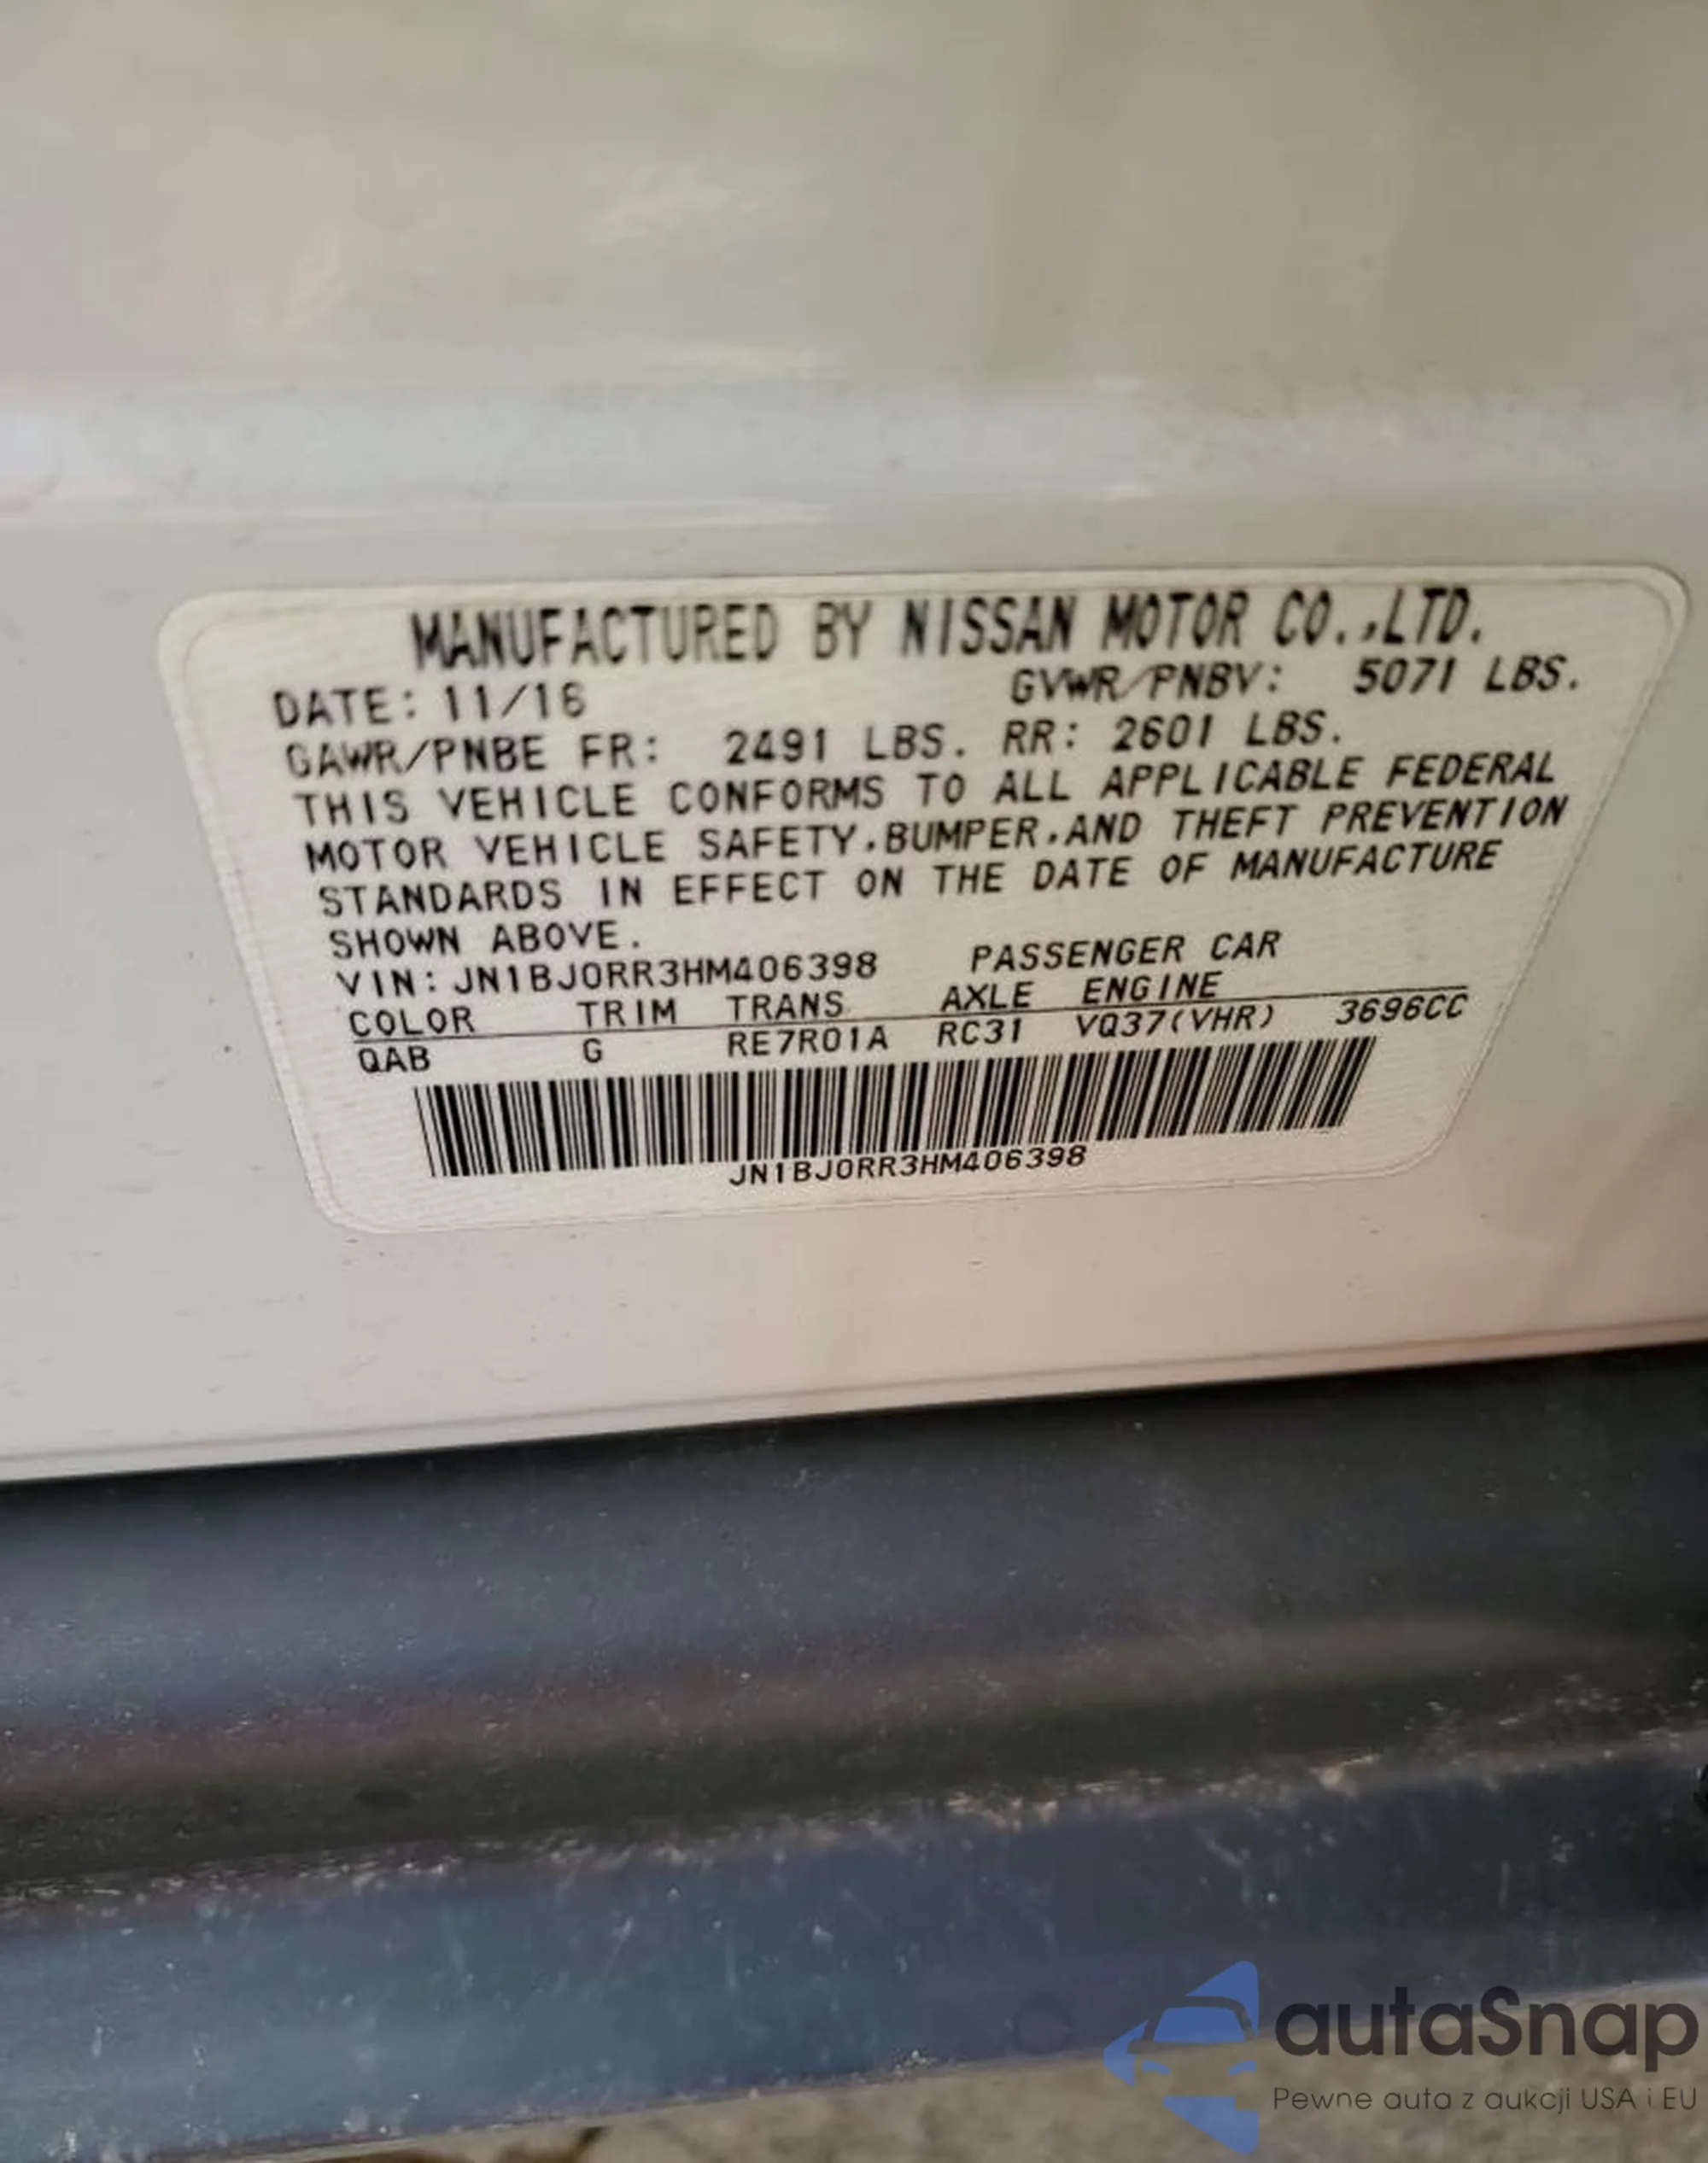 MANUFACTURED BY NISSAN MOTOR CO.,LTD.
DATE: 11/16 GVWR/PNBV: 5071 LBS.
GAWR/PNBE FR: 2491 LBS. RR: 2601 LBS.
THIS VEHICLE CONFORMS TO ALL APPLICABLE FEDERAL
MOTOR VEHICLE SAFETY,BUMPER,AND THEFT PREVENTION
STANDARDS IN EFFECT ON THE DATE OF MANUFACTURE
SHOWN ABOVE.
VIN: JN1BJ0RR3HM406398 PASSENGER CAR
COLOR TRIM TRANS AXLE ENGINE
QAB G RE7R01A RC31 VQ37(VHR) 3696CC
JN1BJ0RR3HM406398
autaSnap
Pewne auta z aukcji USA i EU